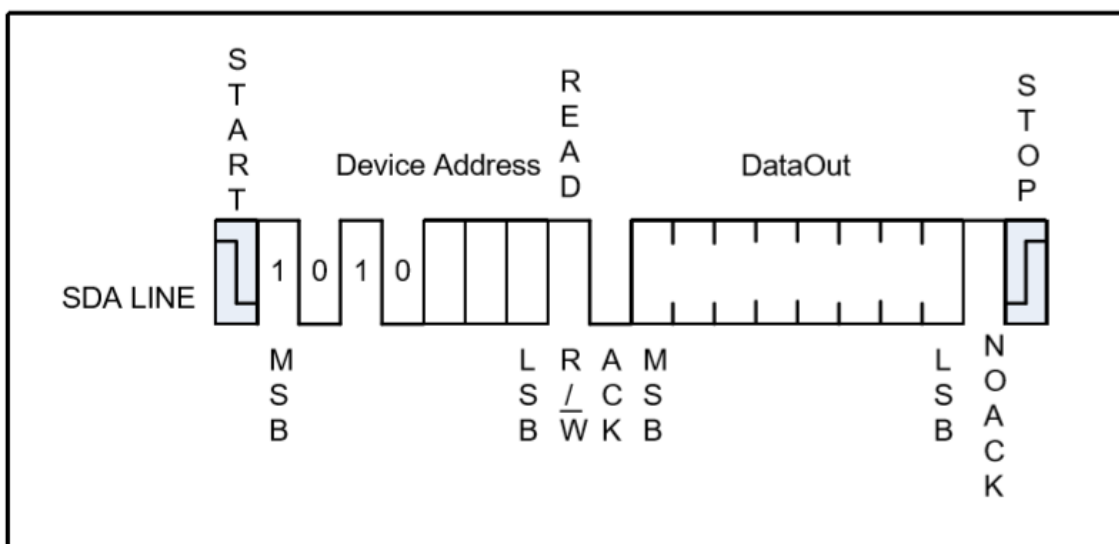 START
READ
STOP
Device Address
DataOut
SDA LINE
1 0 1 0
MSB
LSB
R/W
ACK
MSB
LSB
NOACK